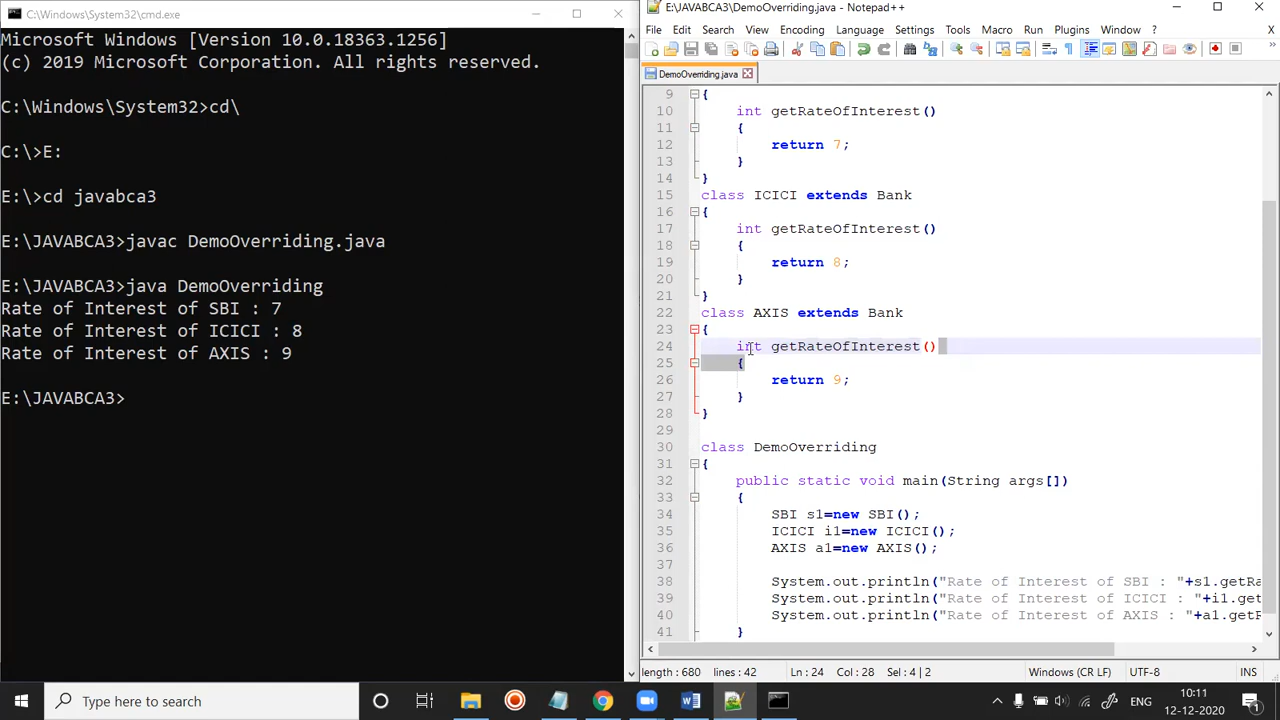 C:\Windows\System32\cmd.exe
Microsoft Windows [Version 10.0.18363.1256]
(c) 2019 Microsoft Corporation. All rights reserved.
C:\Windows\System32>cd\
C:\>E:
E:\>cd javabca3
E:\JAVABCA3>javac DemoOverriding.java
E:\JAVABCA3>java DemoOverriding
Rate of Interest of SBI : 7
Rate of Interest of ICICI : 8
Rate of Interest of AXIS : 9
E:\JAVABCA3>
E:\JAVABCA3\DemoOverriding.java - Notepad++
File Edit Search View Encoding Language Settings Tools Macro Run Plugins Window ? X
DemoOverriding.java
9 {
10 int getRateOfInterest()
11 {
12 return 7;
13 }
14 }
15 class ICICI extends Bank
16 {
17 int getRateOfInterest()
18 {
19 return 8;
20 }
21 }
22 class AXIS extends Bank
23 {
24 int getRateOfInterest()
25 {
26 return 9;
27 }
28 }
29
30 class DemoOverriding
31 {
32 public static void main(String args[])
33 {
34 SBI s1=new SBI();
35 ICICI i1=new ICICI();
36 AXIS a1=new AXIS();
37
38 System.out.println("Rate of Interest of SBI : "+s1.getRa
39 System.out.println("Rate of Interest of ICICI : "+i1.get
40 System.out.println("Rate of Interest of AXIS : "+a1.getR
41 }
length : 680 lines : 42 Ln : 24 Col : 28 Sel : 4 | 2 Windows (CR LF) UTF-8 INS
Type here to search
ENG
10:11
12-12-2020
1